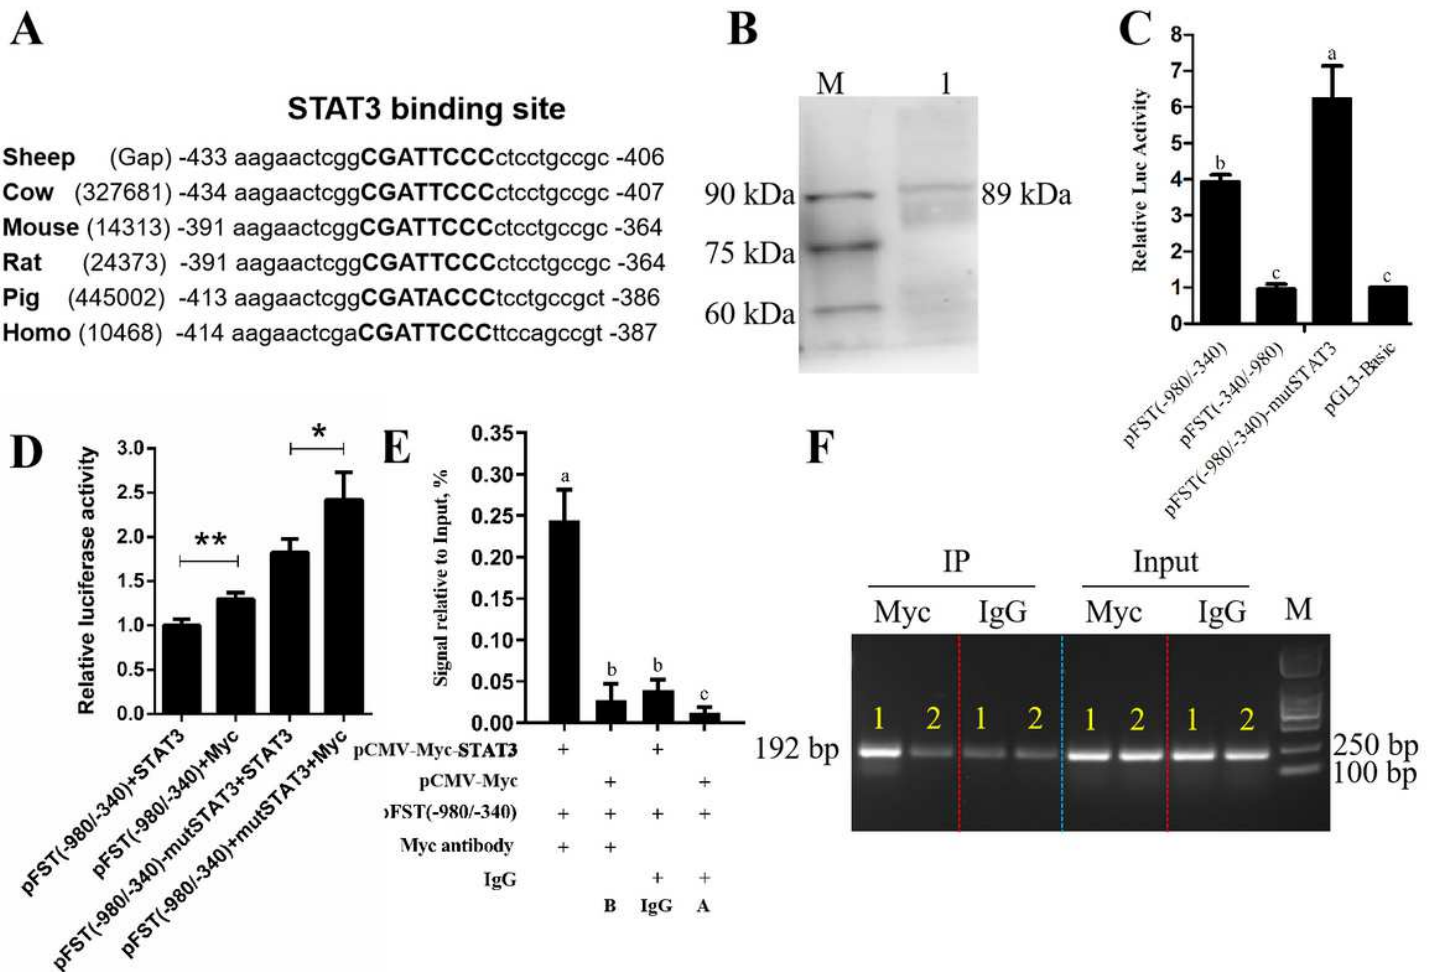 A
STAT3 binding site
Sheep (Gap) -433 aagaactcggCGATTCCCctcctgccgc -406
Cow (327681) -434 aagaactcggCGATTCCCctcctgccgc -407
Mouse (14313) -391 aagaactcggCGATTCCCctcctgccgc -364
Rat (24373) -391 aagaactcggCGATTCCCctcctgccgc -364
Pig (445002) -413 aagaactcggCGATACCCtcctgccgct -386
Homo (10468) -414 aagaactcgaCGATTCCCttccagccgt -387
B
M 1
90 kDa
89 kDa
75 kDa
60 kDa
C
Relative Luc Activity
8
7
6
5
4
3
2
1
0
b
c
a
c
pFST(-980/-340)
pFST(-340/-980)
pFST(-980/-340)-mutSTAT3
pGL3-Basic
D
Relative luciferase activity
3.0
2.5
2.0
1.5
1.0
0.5
0.0
**
*
pFST(-980/-340)+STAT3
pFST(-980/-340)+Myc
pFST(-980/-340)-mutSTAT3+STAT3
pFST(-980/-340)+mutSTAT3+Myc
E
Signal relative to Input, %
0.35
0.30
0.25
0.20
0.15
0.10
0.05
0.00
a
b
b
c
pCMV-Myc-STAT3 + +
pCMV-Myc + +
pFST(-980/-340) + + + +
Myc antibody + +
IgG + +
B IgG A
F
IP Input
Myc IgG Myc IgG M
1 2 1 2 1 2 1 2
192 bp
250 bp
100 bp